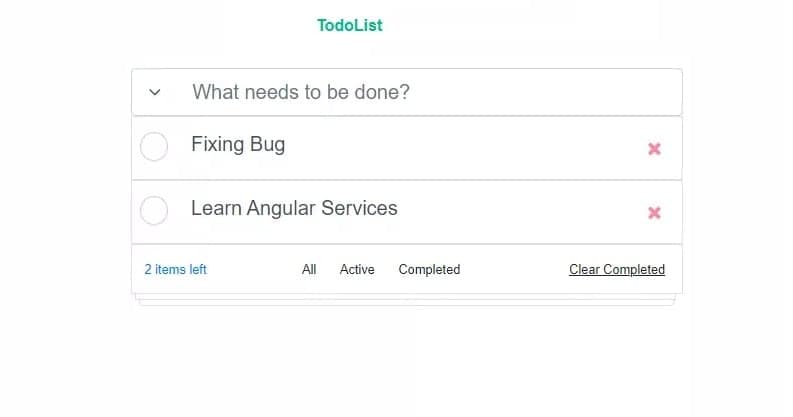 TodoList
What needs to be done?
Fixing Bug
Learn Angular Services
2 items left All Active Completed Clear Completed